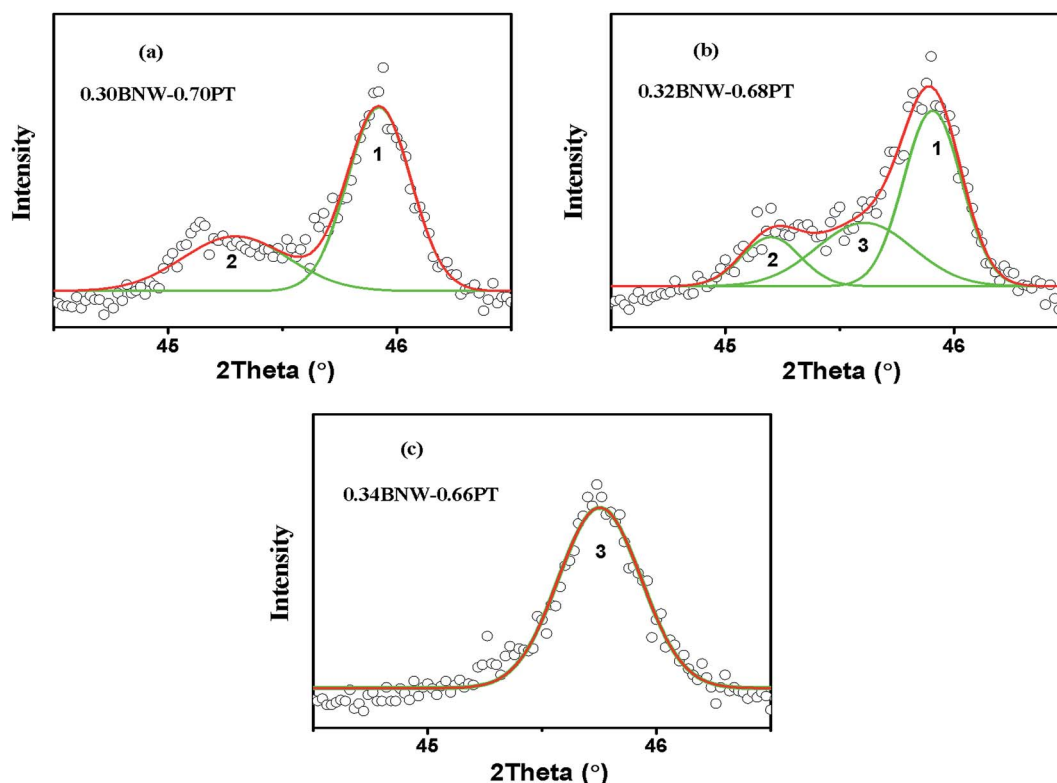 (a)
0.30BNW-0.70PT
1
2
Intensity
45
46
2Theta (°)
(b)
0.32BNW-0.68PT
1
2
3
Intensity
45
46
2Theta (°)
(c)
0.34BNW-0.66PT
3
Intensity
45
46
2Theta (°)